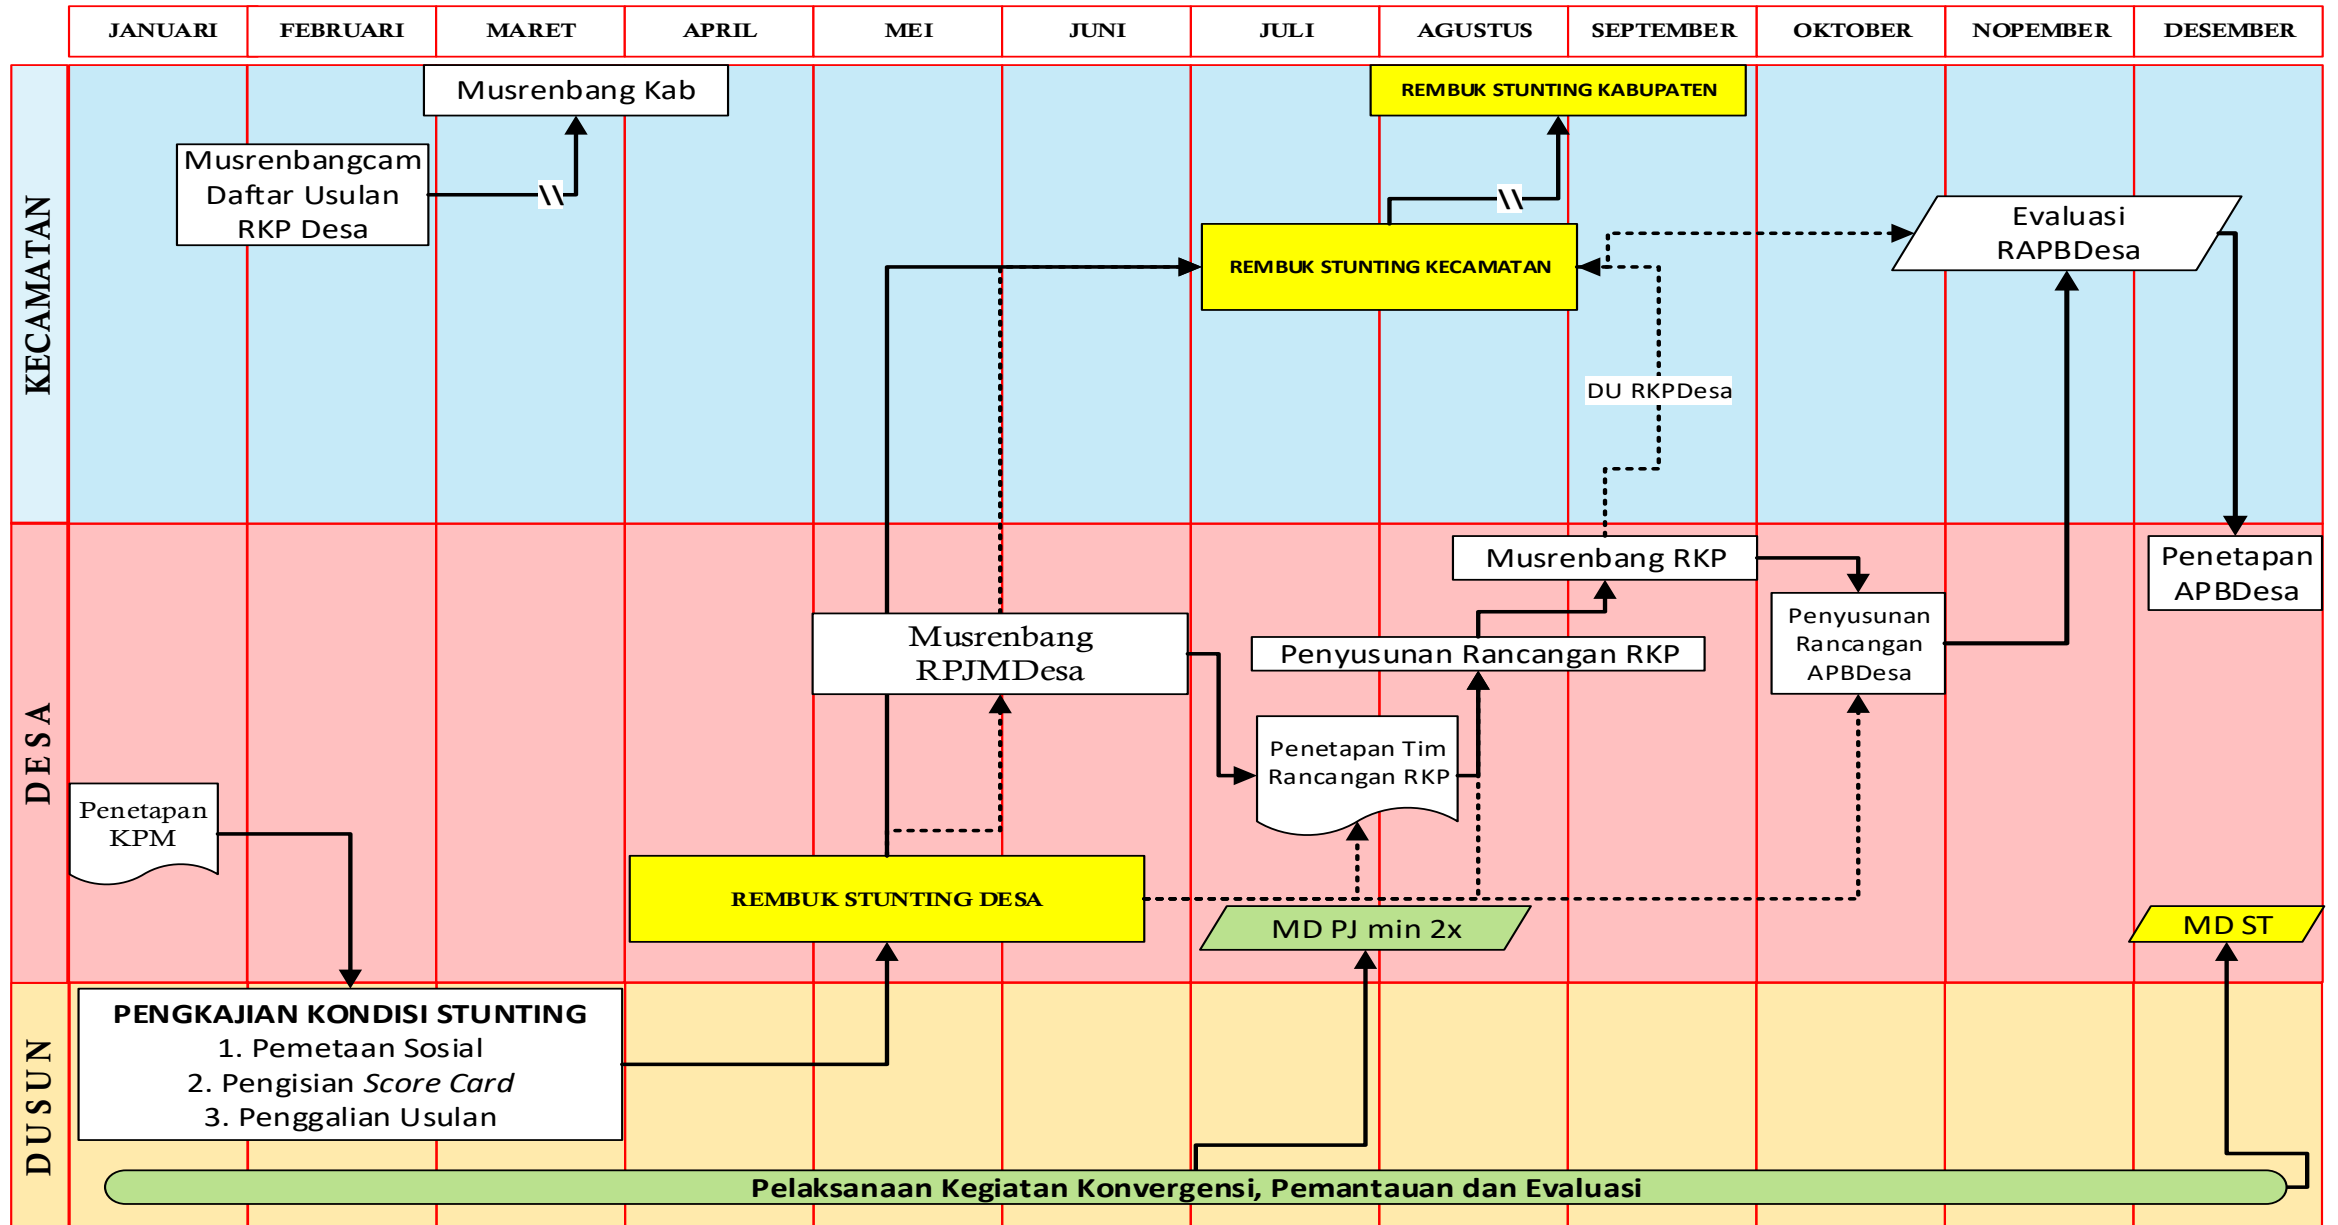 JANUARI
FEBRUARI
MARET
APRIL
MEI
JUNI
JULI
AGUSTUS
SEPTEMBER
OKTOBER
NOPEMBER
DESEMBER
KECAMATAN
Musrenbang Kab
REMBUK STUNTING KABUPATEN
Musrenbangcam
Daftar Usulan
RKP Desa
\\
\\
Evaluasi
RAPBDesa
REMBUK STUNTING KECAMATAN
DU RKPDesa
DESA
Musrenbang RKP
Penetapan
APBDesa
Musrenbang
RPJMDesa
Penyusunan Rancangan RKP
Penyusunan
Rancangan
APBDesa
Penetapan Tim
Rancangan RKP
Penetapan
KPM
REMBUK STUNTING DESA
MD PJ min 2x
MD ST
DUSUN
PENGKAJIAN KONDISI STUNTING
1. Pemetaan Sosial
2. Pengisian Score Card
3. Penggalian Usulan
Pelaksanaan Kegiatan Konvergensi, Pemantauan dan Evaluasi